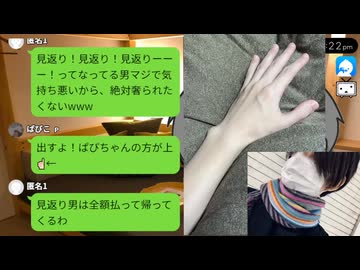 匿名1
見返り！見返り！見返りーー
ー！ってなってる男マジで気
持ち悪いから、絶対奢られた
くないwww
ぱぴこ P
出すよ！ぱぴちゃんの方が上
☝🏻←
匿名1
見返り男は全額払って帰って
くるわ
:22 pm